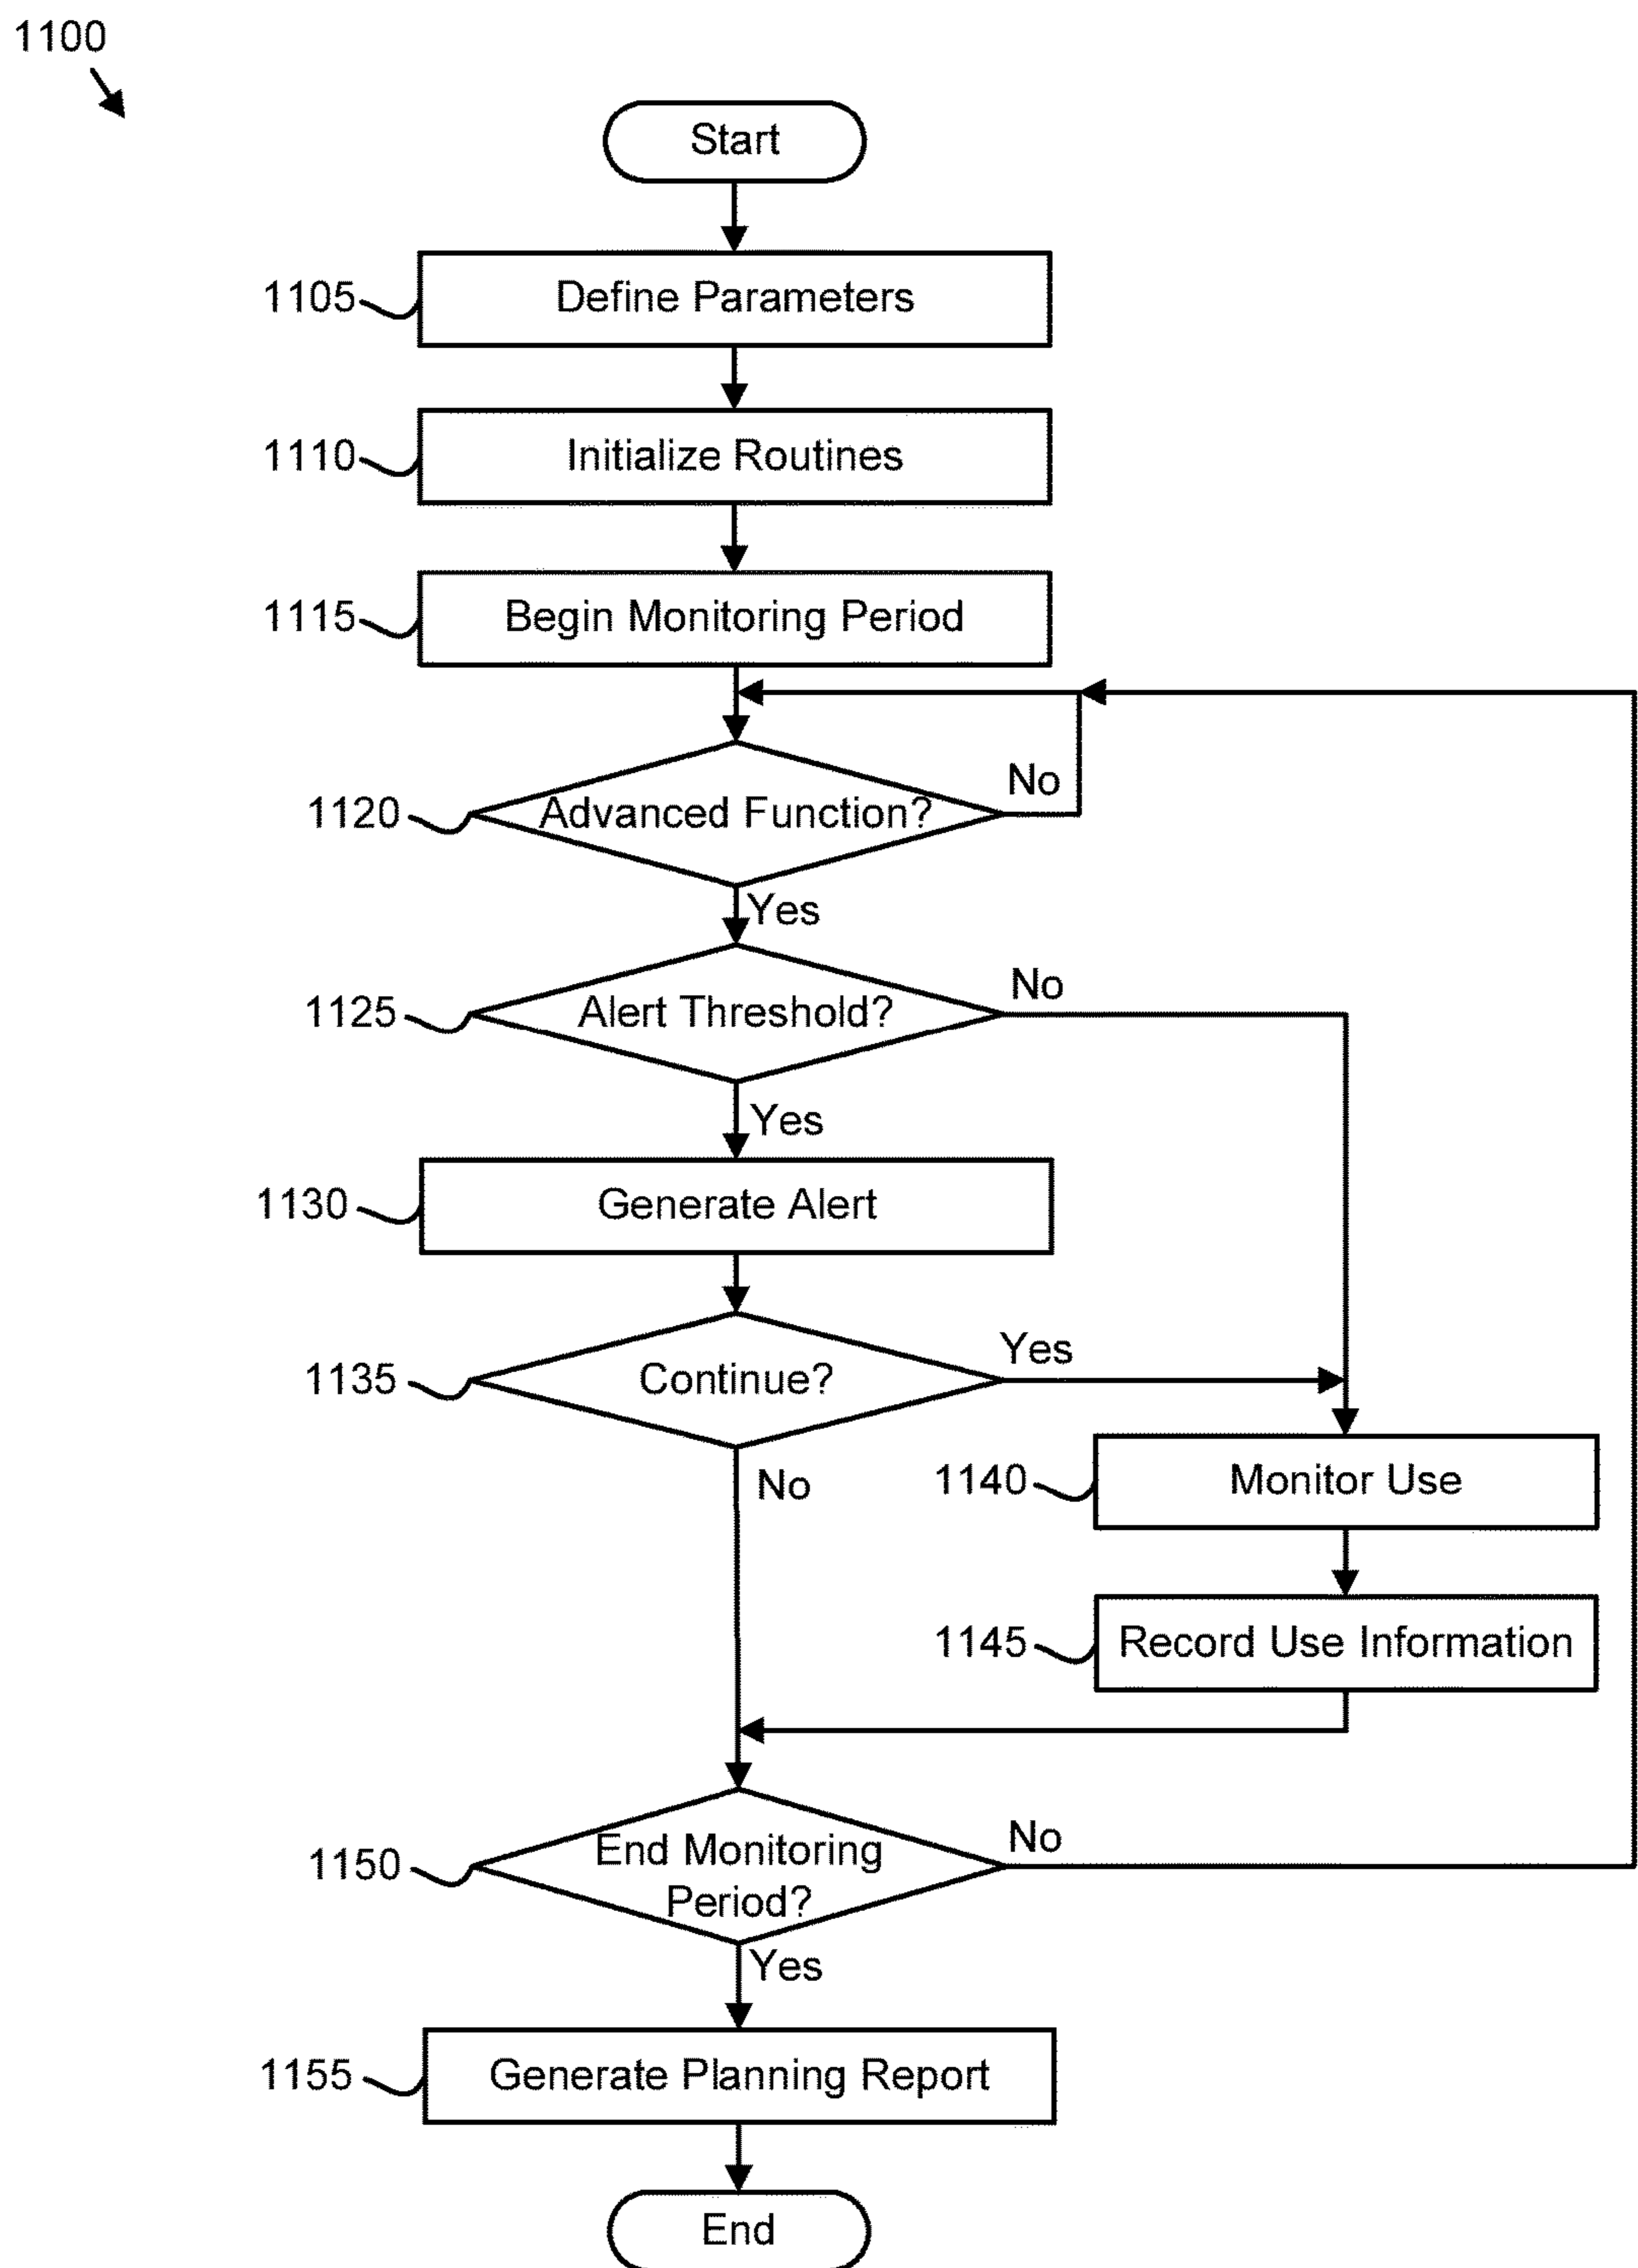 1100
Start
1105
Define Parameters
1110
Initialize Routines
1115
Begin Monitoring Period
No
1120
Advanced Function?
Yes
No
1125
Alert Threshold?
Yes
1130
Generate Alert
Yes
1135
Continue?
No
1140
Monitor Use
1145
Record Use Information
No
1150
End Monitoring
Period?
Yes
1155
Generate Planning Report
End